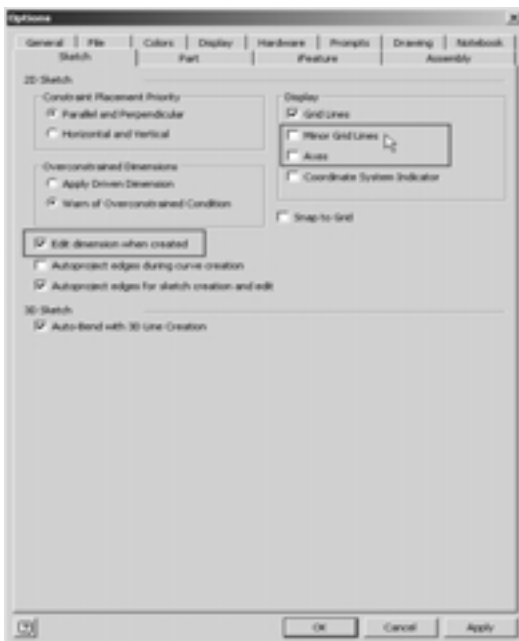 Options
General File Colors Display Hardware Prompts Drawing Notebook
Sketch Part iFeature Assembly
2D Sketch
Constraint Placement Priority
Parallel and Perpendicular
Horizontal and Vertical
Overconstrained Dimensions
Apply Driven Dimension
Warn of Overconstrained Condition
Edit dimension when created
Autoproject edges during curve creation
Autoproject edges for sketch creation and edit
Display
Grid Lines
Minor Grid Lines
Axes
Coordinate System Indicator
Snap to Grid
3D Sketch
Auto-Bend with 3D Line Creation
OK Cancel Apply